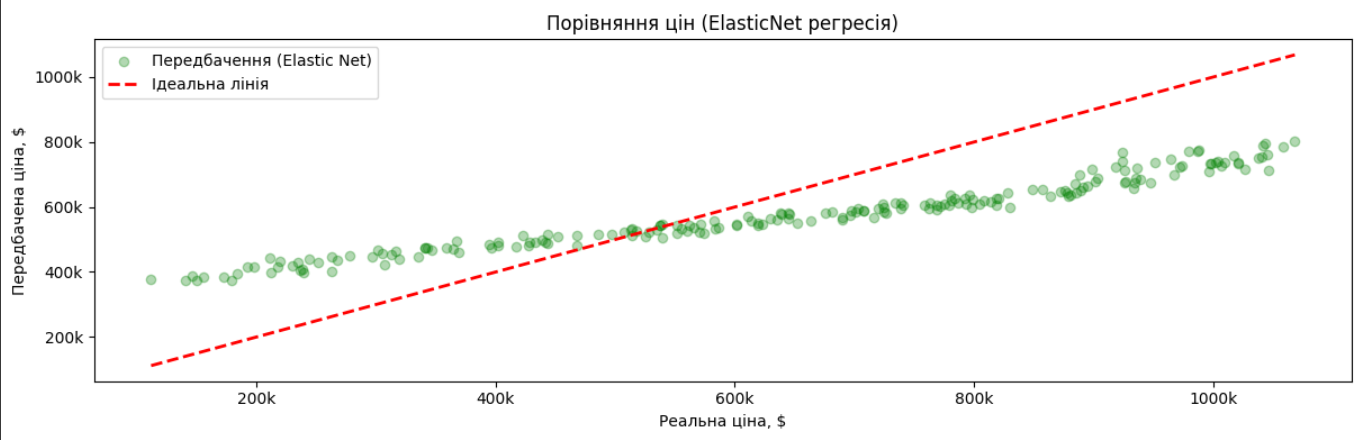 Порівняння цін (ElasticNet регресія)
Передбачення (Elastic Net)
Ідеальна лінія
Передбачена ціна, $
1000k
800k
600k
400k
200k
200k 400k 600k 800k 1000k
Реальна ціна, $